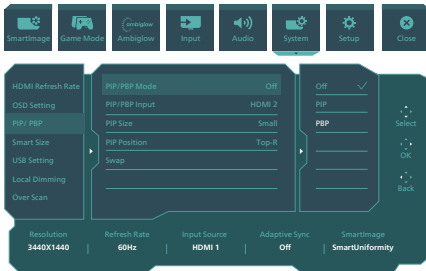 SmartImage
Game Mode
ambiglow
Ambiglow
Input
Audio
System
Setup
Close
HDMI Refresh Rate
OSD Setting
PIP/ PBP
Smart Size
USB Setting
Local Dimming
Over Scan
PIP/PBP Mode Off
PIP/PBP Input HDMI 2
PIP Size Small
PIP Position Top-R
Swap
Off
PIP
PBP
Select
OK
Back
Resolution Refresh Rate Input Source Adaptive Sync SmartImage
3440X1440 60Hz HDMI 1 Off SmartUniformity